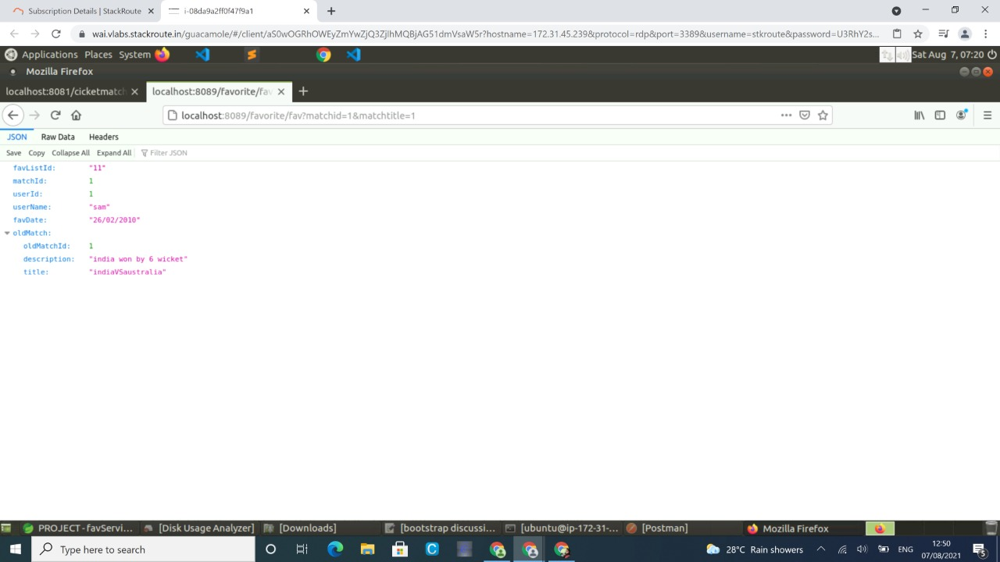 Subscription Details | StackRoute
i-08da9a2ff0f47f9a1
wai.vlabs.stackroute.in/guacamole/#/client/aS0wOGRhOWEyZmYwZjQ3ZjlhMQBjAG51dmVsaW5r?hostname=172.31.45.239&protocol=rdp&port=3389&username=stkroute&password=U3RhY2s...
Applications Places System
Sat Aug 7, 07:20
Mozilla Firefox
localhost:8081/cicketmatch
localhost:8089/favorite/fav
localhost:8089/favorite/fav?matchid=1&matchtitle=1
JSON Raw Data Headers
Save Copy Collapse All Expand All Filter JSON
favListId: "11"
matchId: 1
userId: 1
userName: "sam"
favDate: "26/02/2010"
oldMatch:
oldMatchId: 1
description: "india won by 6 wicket"
title: "indiaVSaustralia"
PROJECT - favServi... [Disk Usage Analyzer] [Downloads] [bootstrap discussi... [ubuntu@ip-172-31-... [Postman] Mozilla Firefox
Type here to search
28°C Rain showers
ENG
12:50
07/08/2021
5